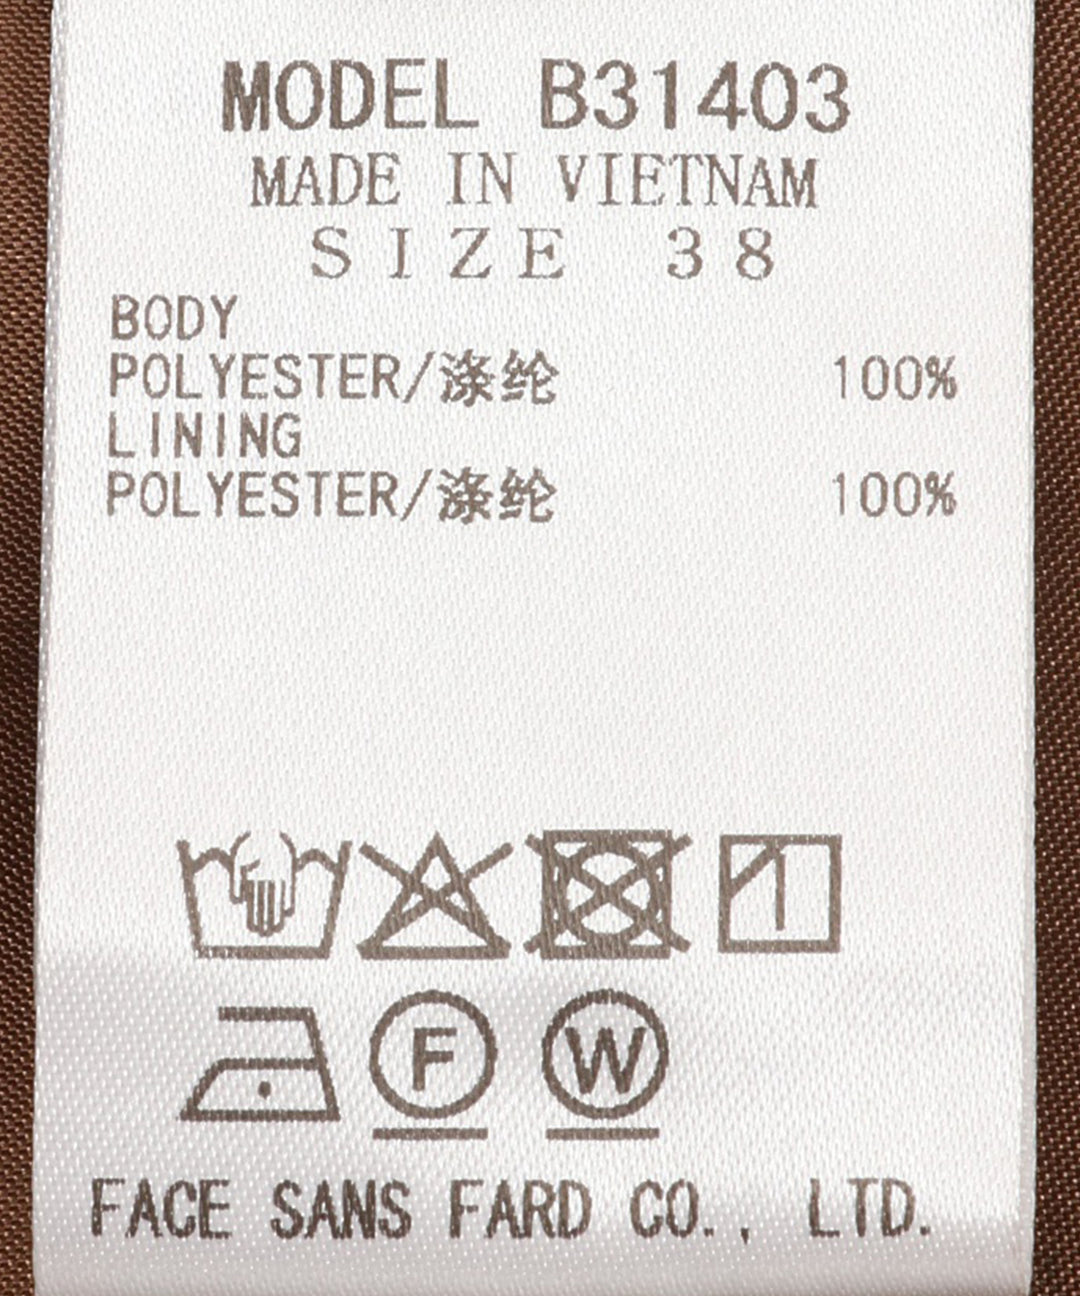 MODEL B31403
MADE IN VIETNAM
SIZE 38
BODY
POLYESTER/涤纶 100%
LINING
POLYESTER/涤纶 100%
F W
FACE SANS FARD CO., LTD.